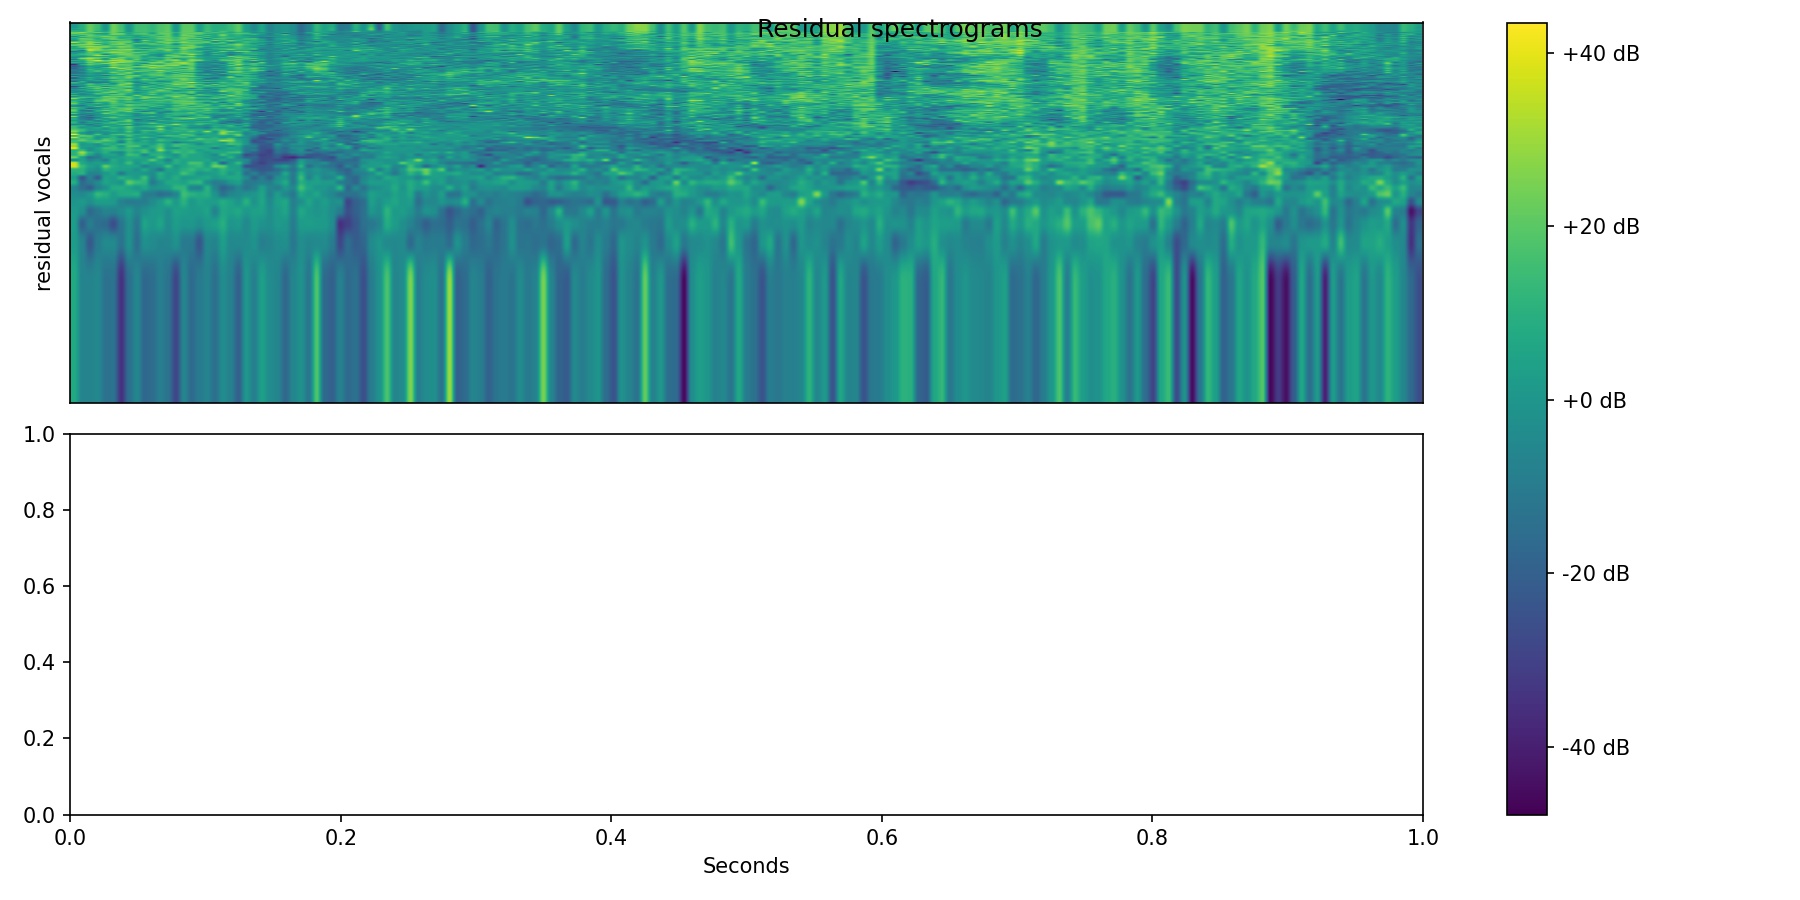 Residual spectrograms
residual vocals
+40 dB
+20 dB
+0 dB
-20 dB
-40 dB
1.0
0.8
0.6
0.4
0.2
0.0
0.0 0.2 0.4 0.6 0.8 1.0
Seconds